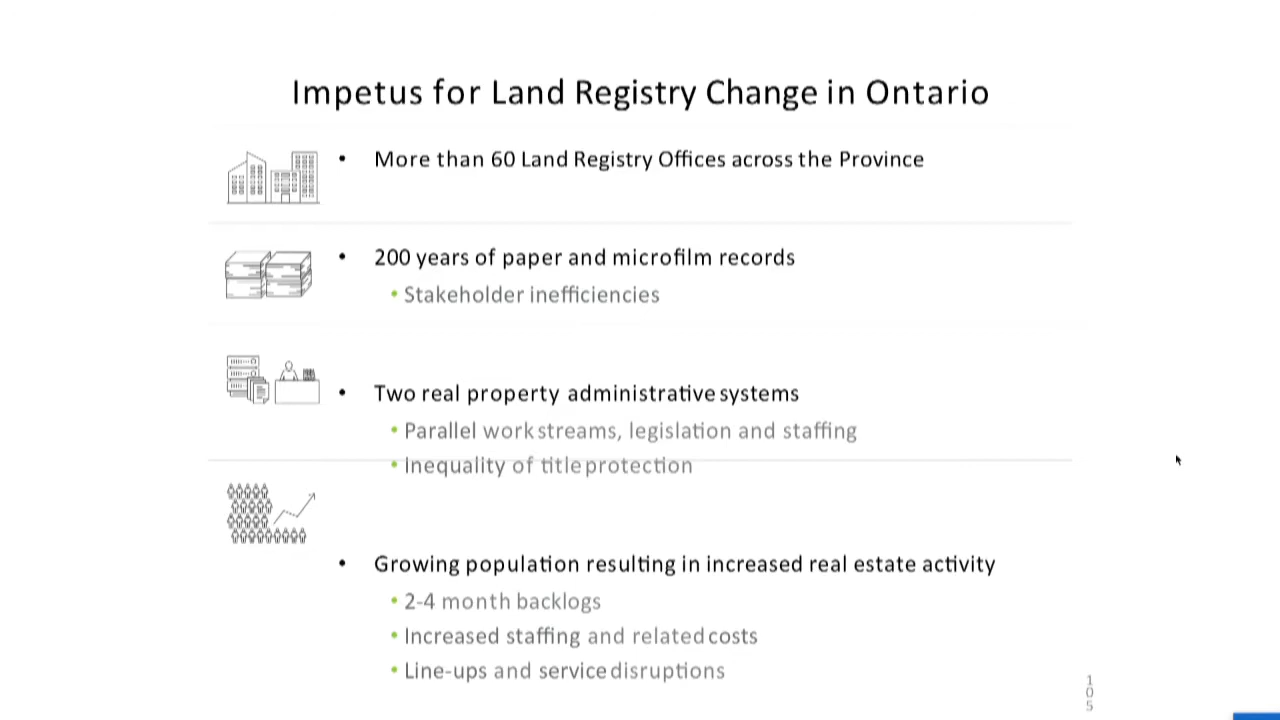 Impetus for Land Registry Change in Ontario
• More than 60 Land Registry Offices across the Province
• 200 years of paper and microfilm records
• Stakeholder inefficiencies
• Two real property administrative systems
• Parallel work streams, legislation and staffing
• Inequality of title protection
• Growing population resulting in increased real estate activity
• 2-4 month backlogs
• Increased staffing and related costs
• Line-ups and service disruptions
1
0
5